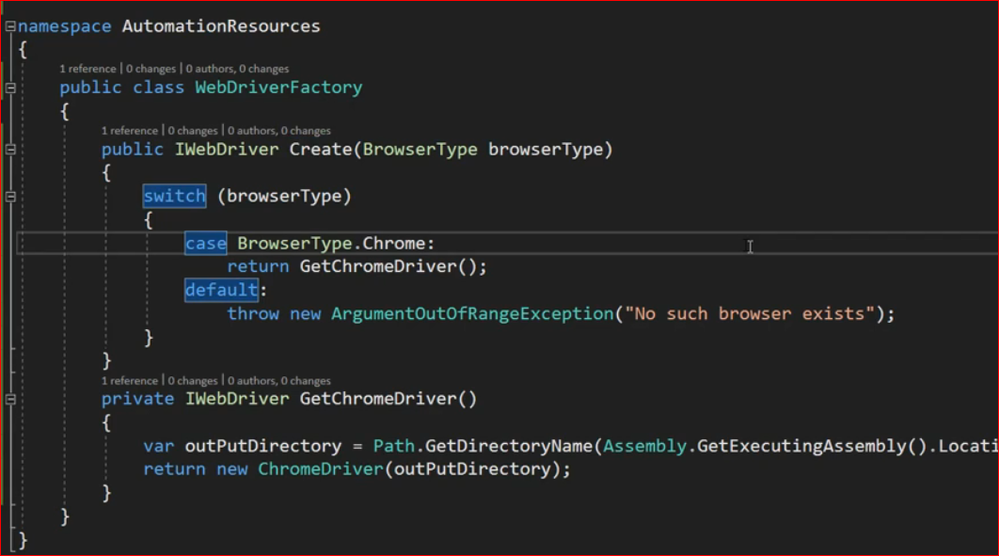 namespace AutomationResources
{
1 reference | 0 changes | 0 authors, 0 changes
public class WebDriverFactory
{
1 reference | 0 changes | 0 authors, 0 changes
public IWebDriver Create(BrowserType browserType)
{
switch (browserType)
{
case BrowserType.Chrome:
return GetChromeDriver();
default:
throw new ArgumentOutOfRangeException("No such browser exists");
}
}
1 reference | 0 changes | 0 authors, 0 changes
private IWebDriver GetChromeDriver()
{
var outPutDirectory = Path.GetDirectoryName(Assembly.GetExecutingAssembly().Locati
return new ChromeDriver(outPutDirectory);
}
}
}